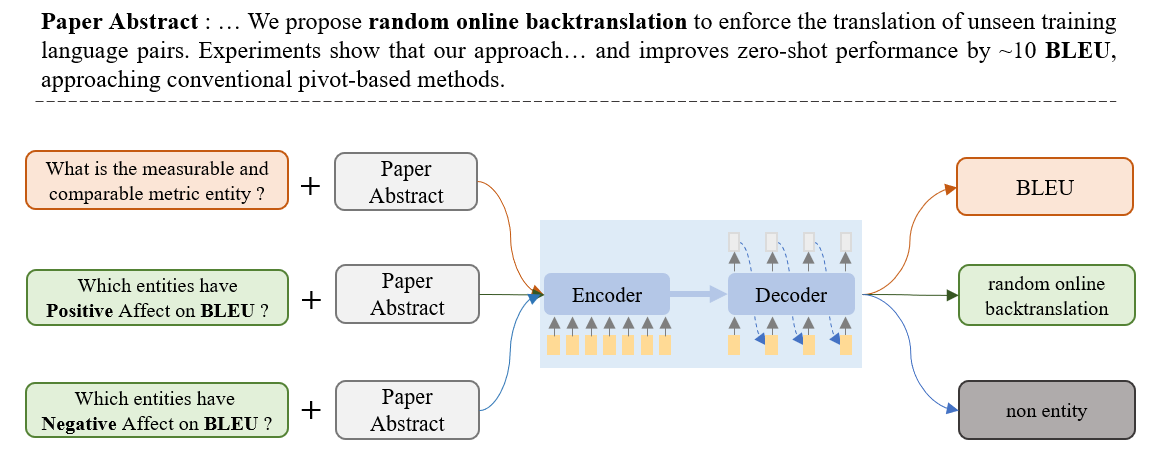 Paper Abstract : … We propose random online backtranslation to enforce the translation of unseen training
language pairs. Experiments show that our approach… and improves zero-shot performance by ~10 BLEU,
approaching conventional pivot-based methods.
What is the measurable and
comparable metric entity ?
+
Paper
Abstract
BLEU
Which entities have
Positive Affect on BLEU ?
+
Paper
Abstract
Encoder
Decoder
random online
backtranslation
Which entities have
Negative Affect on BLEU ?
+
Paper
Abstract
non entity